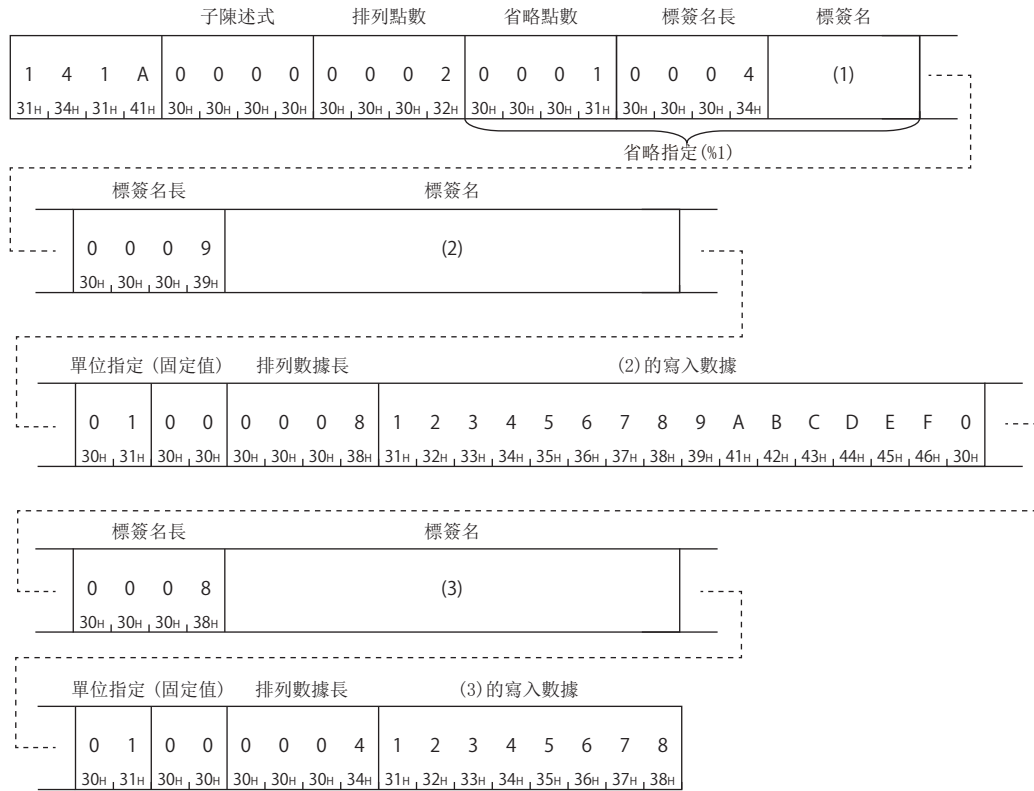 子陳述式 排列點數 省略點數 標簽名長 標簽名
1 4 1 A 0 0 0 0 0 0 0 2 0 0 0 1 0 0 0 4 (1)
31H 34H 31H 41H 30H 30H 30H 30H 30H 30H 30H 32H 30H 30H 30H 31H 30H 30H 30H 34H
省略指定(%1)
標簽名長 標簽名
0 0 0 9 (2)
30H 30H 30H 39H
單位指定 (固定值) 排列數據長 (2)的寫入數據
0 1 0 0 0 0 0 8 1 2 3 4 5 6 7 8 9 A B C D E F 0
30H 31H 30H 30H 30H 30H 30H 38H 31H 32H 33H 34H 35H 36H 37H 38H 39H 41H 42H 43H 44H 45H 46H 30H
標簽名長 標簽名
0 0 0 8 (3)
30H 30H 30H 38H
單位指定 (固定值) 排列數據長 (3)的寫入數據
0 1 0 0 0 0 0 4 1 2 3 4 5 6 7 8
30H 31H 30H 30H 30H 30H 30H 34H 31H 32H 33H 34H 35H 36H 37H 38H